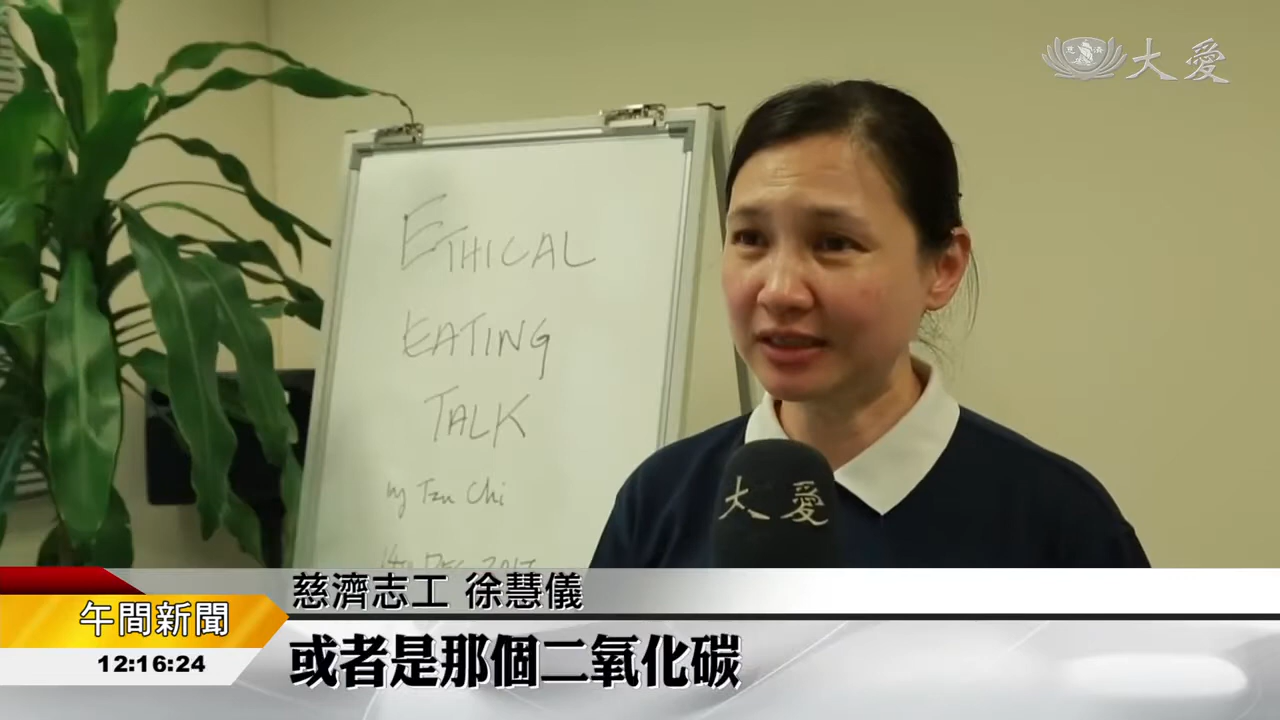 大愛
ETHICAL
EATING
TALK
by Tzu Chi
大愛
慈濟志工 徐慧儀
午間新聞
12:16:24
或者是那個二氧化碳